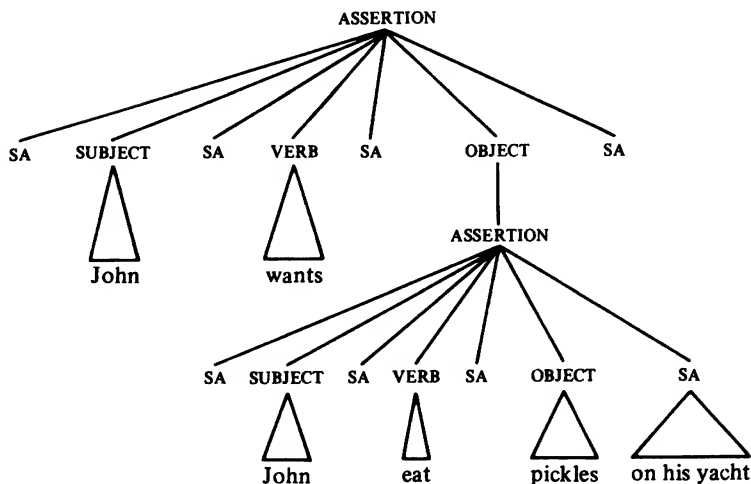 ASSERTION
SA SUBJECT SA VERB SA OBJECT SA
John wants
ASSERTION
SA SUBJECT SA VERB SA OBJECT SA
John eat pickles on his yacht